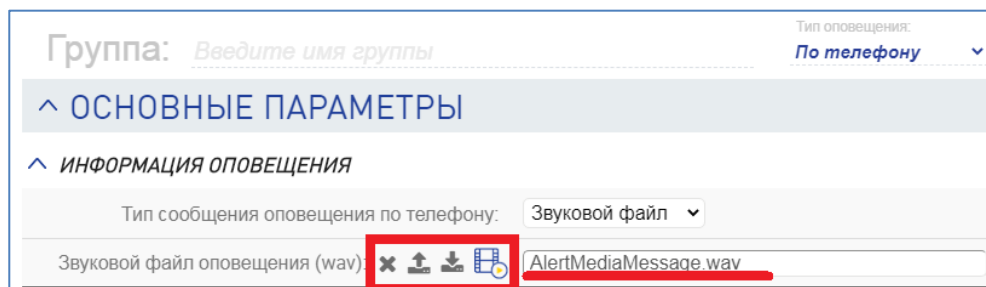 Тип оповещения:
Группа: Введите имя группы По телефону
ОСНОВНЫЕ ПАРАМЕТРЫ
ИНФОРМАЦИЯ ОПОВЕЩЕНИЯ
Тип сообщения оповещения по телефону: Звуковой файл
Звуковой файл оповещения (wav): AlertMediaMessage.wav